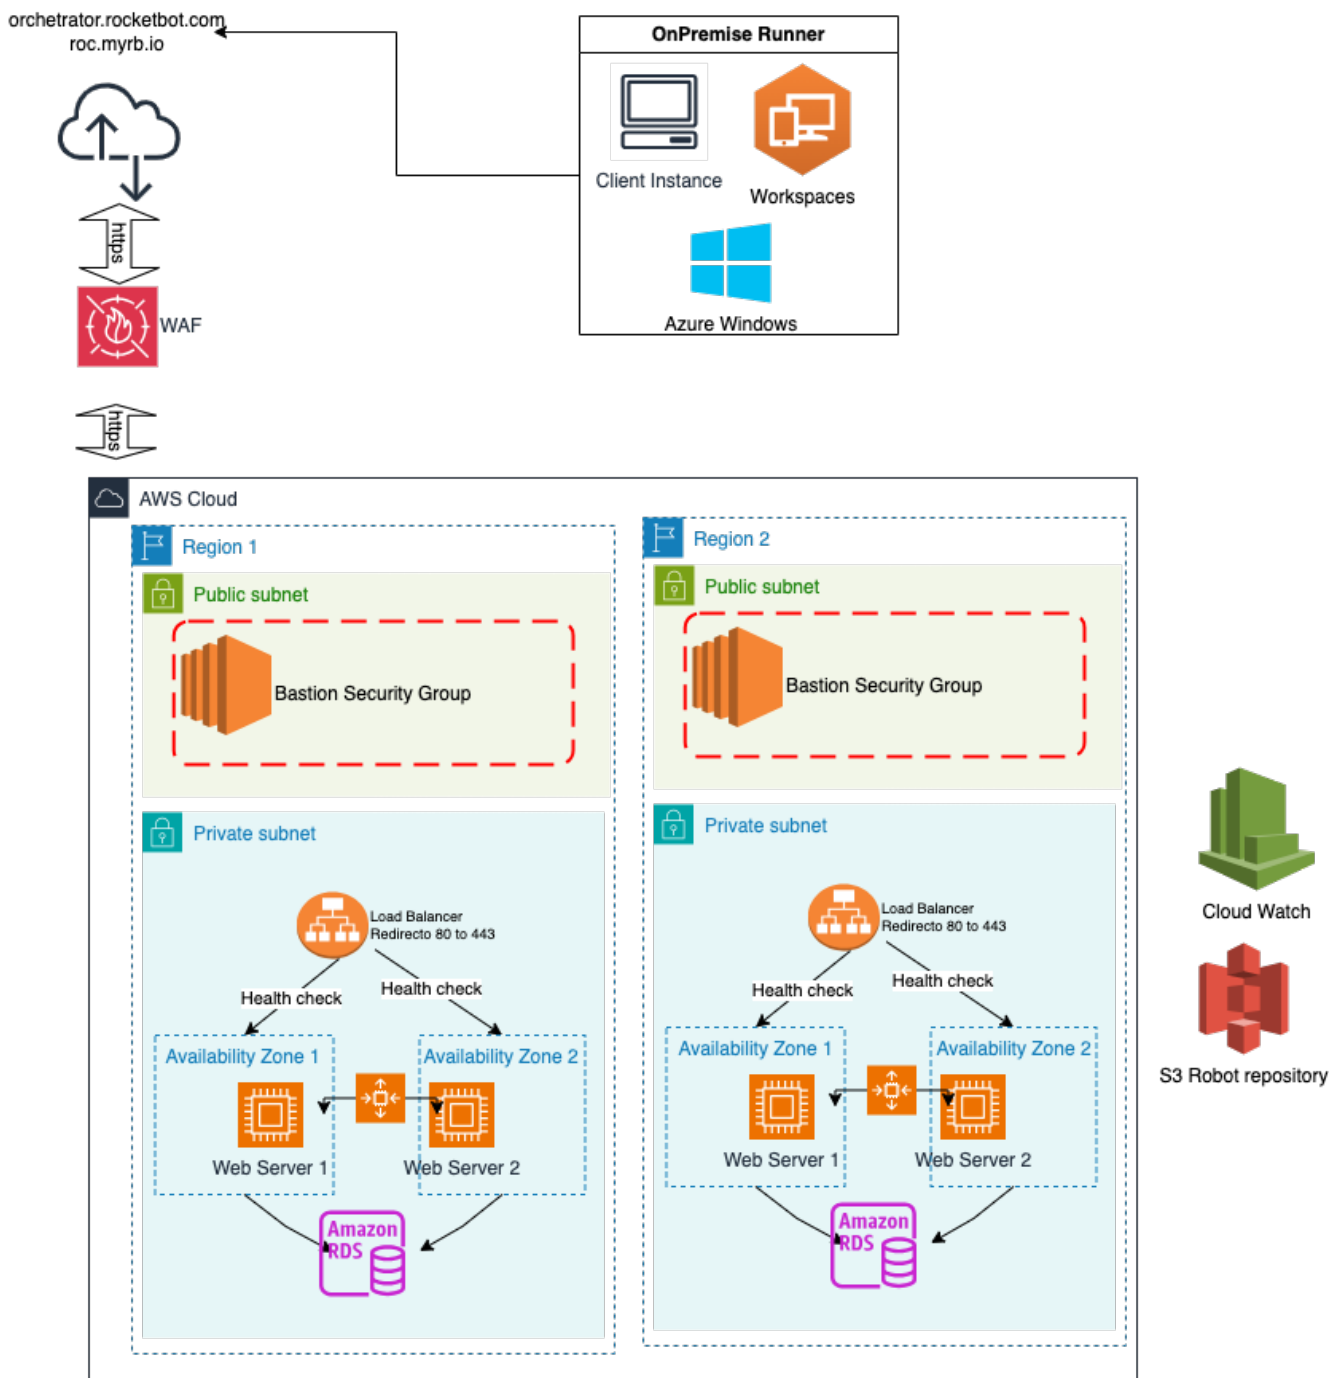 orchetrator.rocketbot.com
roc.myrb.io
OnPremise Runner
Client Instance
Workspaces
Azure Windows
https
WAF
https
AWS Cloud
Region 1
Public subnet
Bastion Security Group
Private subnet
Load Balancer
Redirecto 80 to 443
Health check
Health check
Availability Zone 1
Availability Zone 2
Web Server 1
Web Server 2
Amazon
RDS
Region 2
Public subnet
Bastion Security Group
Private subnet
Load Balancer
Redirecto 80 to 443
Health check
Health check
Availability Zone 1
Availability Zone 2
Web Server 1
Web Server 2
Amazon
RDS
Cloud Watch
S3 Robot repository